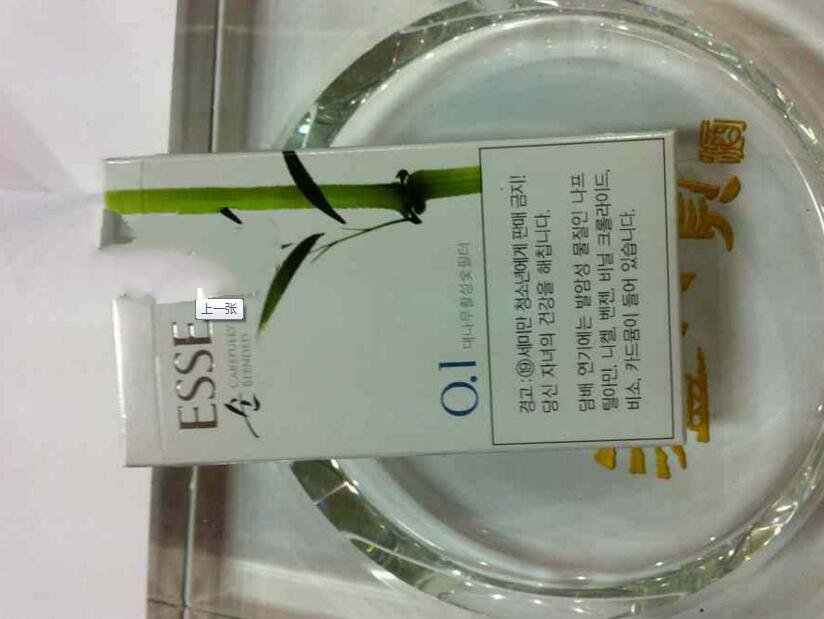 ESSE
순
CAREFULLY
BLENDED
0.1 대나무활성숯필터
경고 : ⑲세미만 청소년에게 판매 금지!
당신 자녀의 건강을 해칩니다.
담배 연기에는 발암성 물질인 나프
틸아민, 니켈, 벤젠, 비닐 크롤라이드,
비소, 카드뮴이 들어 있습니다.
上一张